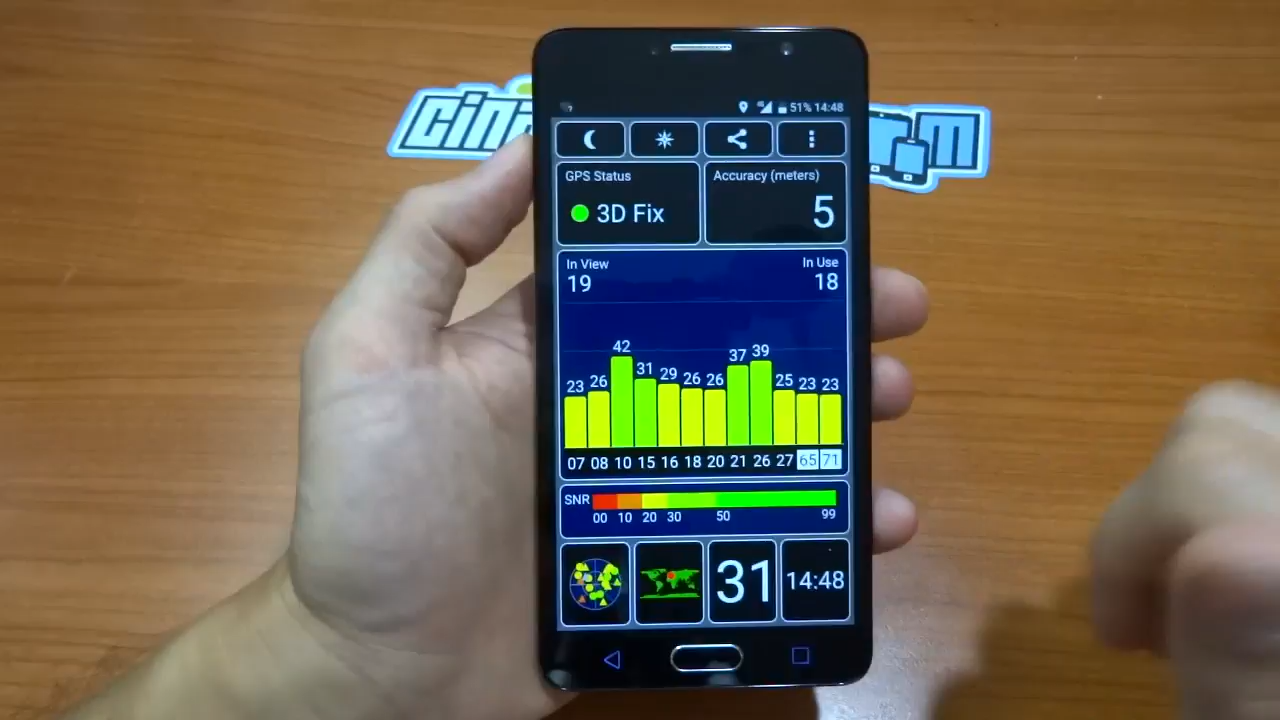 51% 14:48
GPS Status
Accuracy (meters)
3D Fix
5
In View
In Use
19
18
42
31
29
26
26
37
39
23
26
25
23
23
07 08 10 15 16 18 20 21 26 27 65 71
SNR
00 10 20 30 50 99
31
14:48